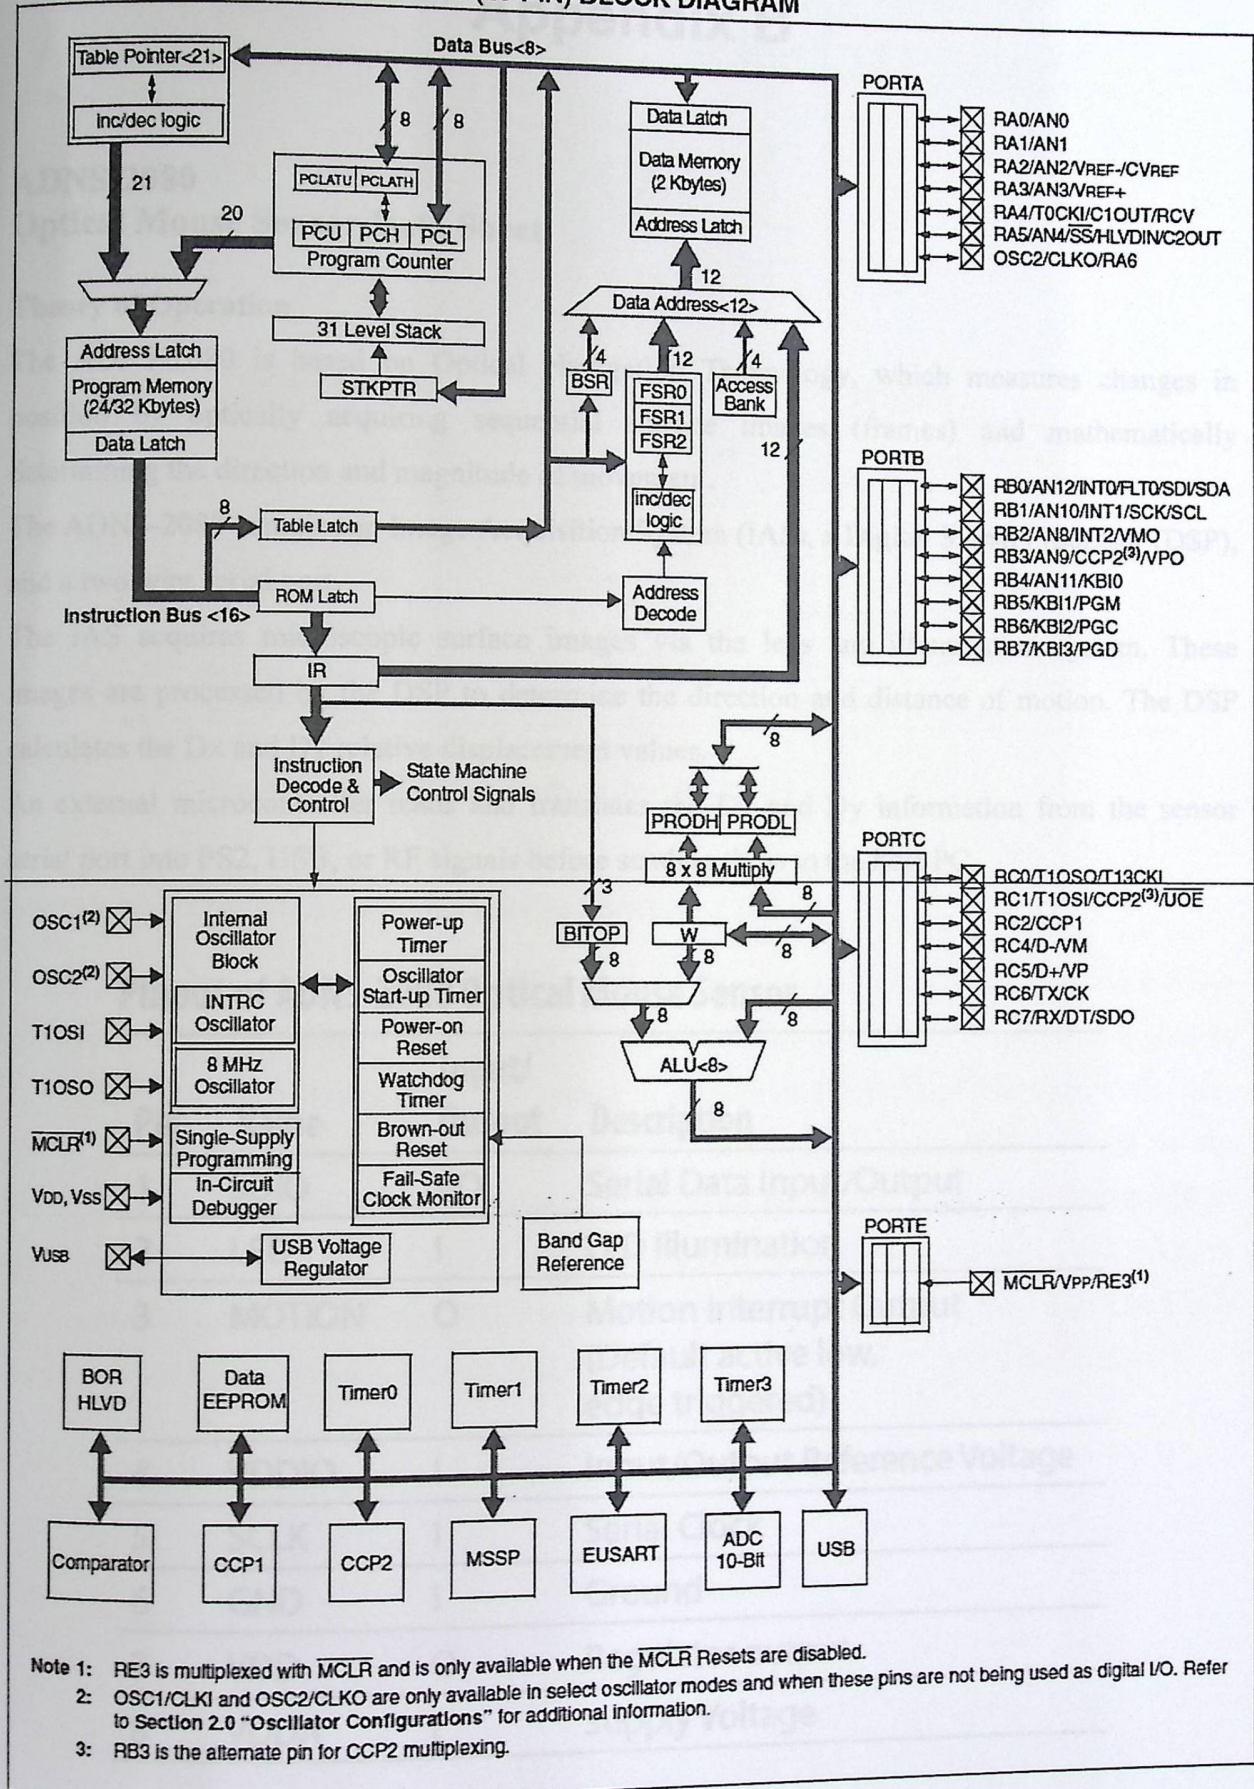 BLOCK DIAGRAM
Data Bus<8>
Table Pointer<21>
inc/dec logic
21
20
8
8
PCLATU PCLATH
PCU PCH PCL
Program Counter
31 Level Stack
STKPTR
Address Latch
Program Memory
(24/32 Kbytes)
Data Latch
8
Table Latch
ROM Latch
Instruction Bus <16>
IR
Data Latch
Data Memory
(2 Kbytes)
Address Latch
12
Data Address<12>
4
12
4
BSR
FSR0
FSR1
FSR2
Access
Bank
12
inc/dec
logic
Address
Decode
PORTA
RA0/AN0
RA1/AN1
RA2/AN2/VREF-/CVREF
RA3/AN3/VREF+
RA4/T0CKI/C1OUT/RCV
RA5/AN4/SS/HLVDIN/C2OUT
OSC2/CLKO/RA6
PORTB
RB0/AN12/INT0/FLT0/SDI/SDA
RB1/AN10/INT1/SCK/SCL
RB2/AN8/INT2/VMO
RB3/AN9/CCP2(3)/VPO
RB4/AN11/KBI0
RB5/KBI1/PGM
RB6/KBI2/PGC
RB7/KBI3/PGD
Instruction
Decode &
Control
State Machine
Control Signals
8
PRODH PRODL
8 x 8 Multiply
3
8
BITOP
W
8
8
8
8
8
ALU<8>
8
PORTC
RC0/T1OSO/T13CKI
RC1/T1OSI/CCP2(3)/UOE
RC2/CCP1
RC4/D-/VM
RC5/D+/VP
RC6/TX/CK
RC7/RX/DT/SDO
OSC1(2)
OSC2(2)
T1OSI
T1OSO
MCLR(1)
VDD, VSS
VUSB
Internal
Oscillator
Block
INTRC
Oscillator
8 MHz
Oscillator
Single-Supply
Programming
In-Circuit
Debugger
USB Voltage
Regulator
Power-up
Timer
Oscillator
Start-up Timer
Power-on
Reset
Watchdog
Timer
Brown-out
Reset
Fail-Safe
Clock Monitor
Band Gap
Reference
PORTE
MCLR/VPP/RE3(1)
BOR
HLVD
Data
EEPROM
Timer0
Timer1
Timer2
Timer3
Comparator
CCP1
CCP2
MSSP
EUSART
ADC
10-Bit
USB
Note 1: RE3 is multiplexed with MCLR and is only available when the MCLR Resets are disabled.
2: OSC1/CLKI and OSC2/CLKO are only available in select oscillator modes and when these pins are not being used as digital I/O. Refer
to Section 2.0 “Oscillator Configurations” for additional information.
3: RB3 is the alternate pin for CCP2 multiplexing.